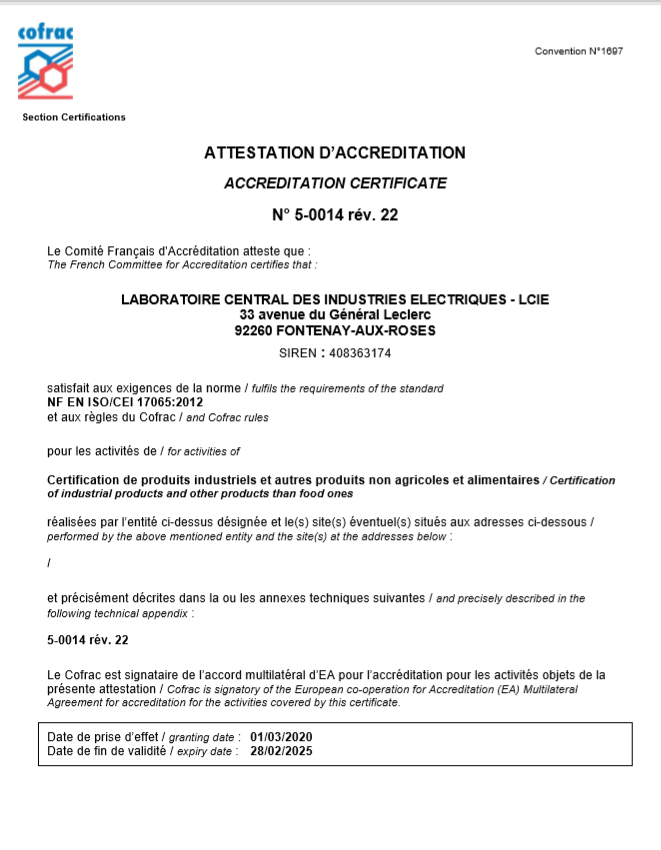 cofrac
Convention N°1697
Section Certifications
ATTESTATION D’ACCREDITATION
ACCREDITATION CERTIFICATE
N° 5-0014 rév. 22
Le Comité Français d'Accréditation atteste que :
The French Committee for Accreditation certifies that :
LABORATOIRE CENTRAL DES INDUSTRIES ELECTRIQUES - LCIE
33 avenue du Général Leclerc
92260 FONTENAY-AUX-ROSES
SIREN : 408363174
satisfait aux exigences de la norme / fulfils the requirements of the standard
NF EN ISO/CEI 17065:2012
et aux règles du Cofrac / and Cofrac rules
pour les activités de / for activities of
Certification de produits industriels et autres produits non agricoles et alimentaires / Certification
of industrial products and other products than food ones
réalisées par l’entité ci-dessus désignée et le(s) site(s) éventuel(s) situés aux adresses ci-dessous /
performed by the above mentioned entity and the site(s) at the addresses below :
/
et précisément décrites dans la ou les annexes techniques suivantes / and precisely described in the
following technical appendix :
5-0014 rév. 22
Le Cofrac est signataire de l’accord multilatéral d’EA pour l’accréditation pour les activités objets de la
présente attestation / Cofrac is signatory of the European co-operation for Accreditation (EA) Multilateral
Agreement for accreditation for the activities covered by this certificate.
Date de prise d’effet / granting date : 01/03/2020
Date de fin de validité / expiry date : 28/02/2025